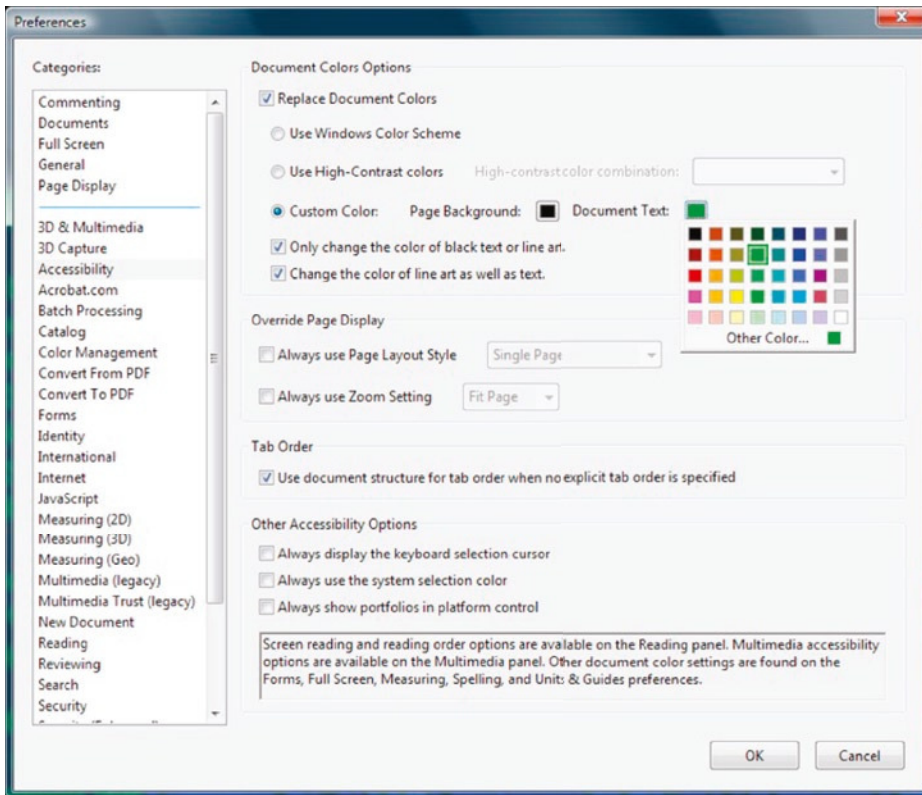 Preferences
Categories:
Commenting
Documents
Full Screen
General
Page Display
3D & Multimedia
3D Capture
Accessibility
Acrobat.com
Batch Processing
Catalog
Color Management
Convert From PDF
Convert To PDF
Forms
Identity
International
Internet
JavaScript
Measuring (2D)
Measuring (3D)
Measuring (Geo)
Multimedia (legacy)
Multimedia Trust (legacy)
New Document
Reading
Reviewing
Search
Security
Document Colors Options
Replace Document Colors
Use Windows Color Scheme
Use High-Contrast colors High-contrast color combination:
Custom Color: Page Background: Document Text:
Only change the color of black text or line art.
Change the color of line art as well as text.
Other Color...
Override Page Display
Always use Page Layout Style Single Page
Always use Zoom Setting Fit Page
Tab Order
Use document structure for tab order when no explicit tab order is specified
Other Accessibility Options
Always display the keyboard selection cursor
Always use the system selection color
Always show portfolios in platform control
Screen reading and reading order options are available on the Reading panel. Multimedia accessibility
options are available on the Multimedia panel. Other document color settings are found on the
Forms, Full Screen, Measuring, Spelling, and Units & Guides preferences.
OK Cancel